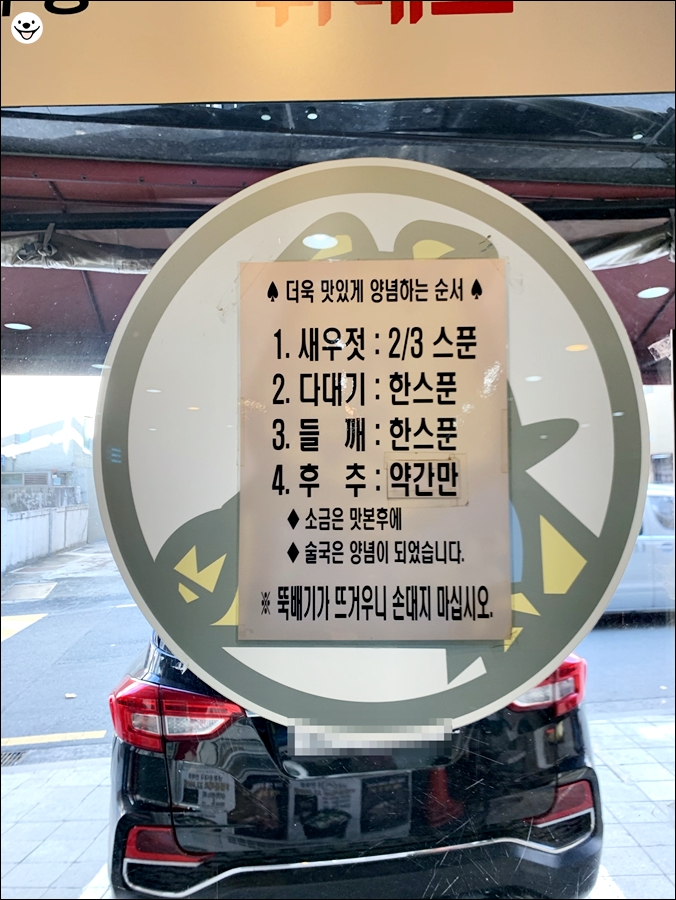 ♠ 더욱 맛있게 양념하는 순서 ♠
1. 새우젓 : 2/3 스푼
2. 다대기 : 한스푼
3. 들 깨 : 한스푼
4. 후 추 : 약간만
♦ 소금은 맛본후에
♦ 술국은 양념이 되었습니다.
※ 뚝배기가 뜨거우니 손대지 마십시오.